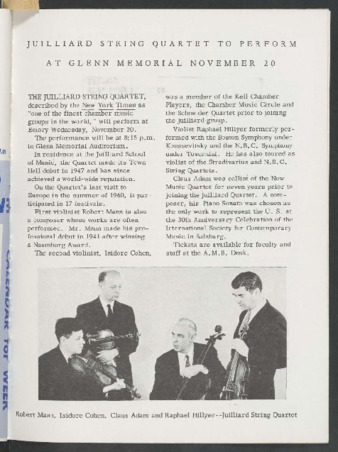 JUILLIARD STRING QUARTET TO PERFORM
AT GLENN MEMORIAL NOVEMBER 20
THE JUILLIARD STRING QUARTET,
described by the New York Times as
"one of the finest chamber music
groups in the world," will perform at
Emory Wednesday, November 20.
The performance will be at 8:15 p.m.
in Glenn Memorial Auditorium.
In residence at the Juilliard School
of Music, the Quartet made its Town
Hall debut in 1947 and has since
achieved a world-wide reputation.
On the Quartet's last visit to
Europe in the summer of 1960, it par-
ticipated in 17 festivals.
First violinist Robert Mann is also
a composer whose works are often
performed. Mr. Mann made his pro-
fessional debut in 1941 after winning
a Naumburg Award.
The second violinist, Isidore Cohen,
was a member of the Kell Chamber
Players, the Chamber Music Circle and
the Schneider Quartet prior to joining
the Juilliard group.
Violist Raphael Hillyer formerly per-
formed with the Boston Symphony under
Koussevitzky and the N.B.C. Symphony
under Toscanini. He has also toured as
violist of the Stradivarius and N.B.C.
String Quartets.
Claus Adam was cellist of the New
Music Quartet for seven years prior to
joining the Juilliard Quartet. A com-
poser, his Piano Sonata was chosen as
the only work to represent the U. S. at
the 30th Anniversary Celebration of the
International Society for Contemporary
Music in Salzburg.
Tickets are available for faculty and
staff at the A.M.B. Desk.
Robert Mann, Isidore Cohen, Claus Adam and Raphael Hillyer--Juilliard String Quartet
CALENDAR for WEEK